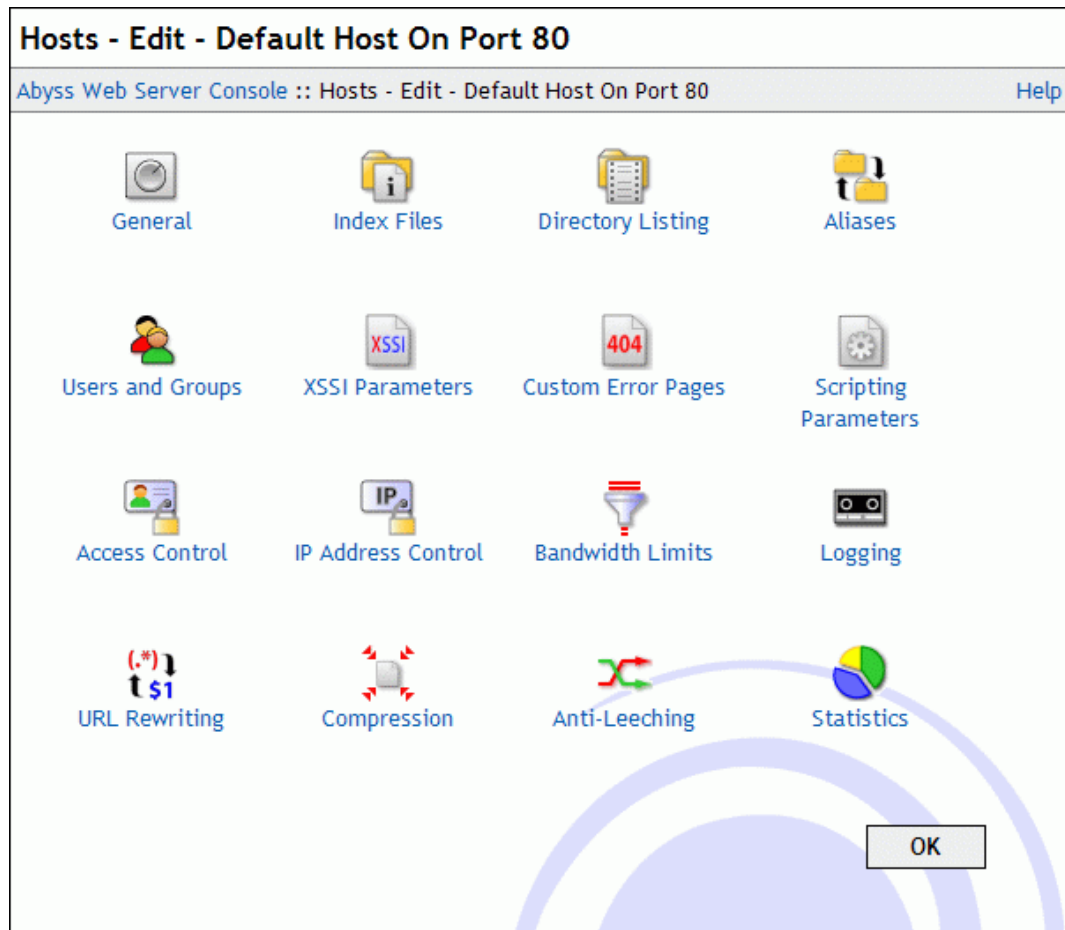 Hosts - Edit - Default Host On Port 80
Abyss Web Server Console :: Hosts - Edit - Default Host On Port 80 Help
General
Index Files
Directory Listing
Aliases
Users and Groups
XSSI
XSSI Parameters
404
Custom Error Pages
Scripting
Parameters
Access Control
IP
IP Address Control
Bandwidth Limits
Logging
(.*)
$1
URL Rewriting
Compression
Anti-Leeching
Statistics
OK